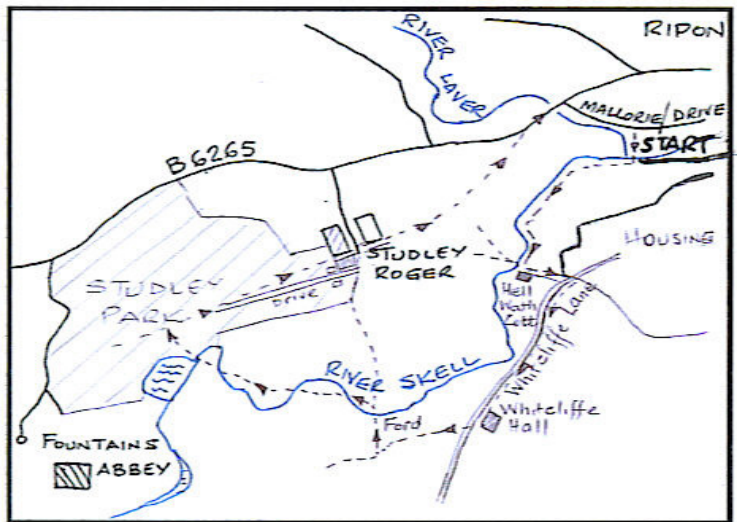 RIPON
RIVER
LAVER
MALLORIE DRIVE
START
B6265
HOUSING
STUDLEY
ROGER
STUDLEY
PARK
DRIVE
Hell
Wath
Cott
Whitcliffe Lane
RIVER SKELL
Whitcliffe
Hall
Ford
FOUNTAINS
ABBEY